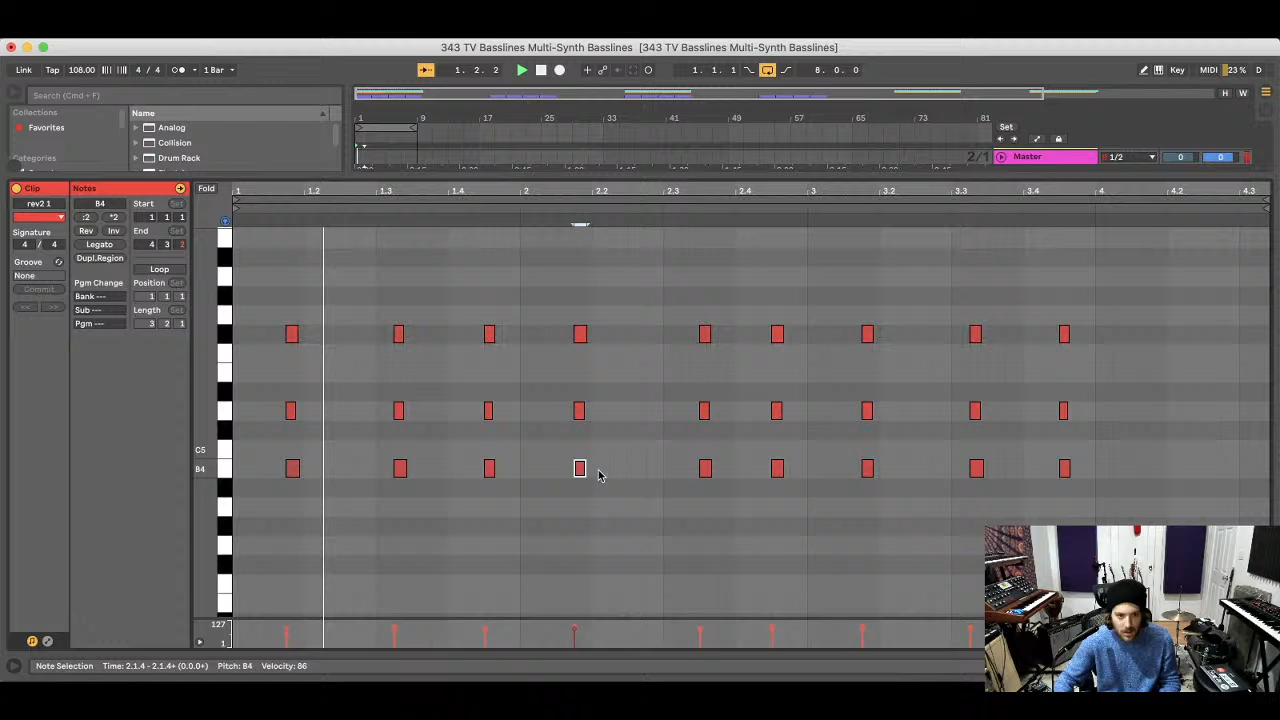 343 TV Basslines Multi-Synth Basslines [343 TV Basslines Multi-Synth Basslines]
Link Tap 108.00 4 / 4 1 Bar 1. 2. 2 1. 1. 1 8. 0. 0 Key MIDI 23 % D
Search (Cmd + F) H W
Collections Name
Favorites Analog 1 9 17 25 33 41 49 57 65 73 81 Set
Collision
Categories Drum Rack 2/1 Master 1/2 0 0
Clip Notes Fold 1 1.2 1.3 1.4 2 2.2 2.3 2.4 3 3.2 3.3 3.4 4 4.2 4.3
rev2 1 B4 Start Set
:2 *2 1 1 1
Signature Rev Inv End Set
4 / 4 Legato 4 3 2
Groove Dupl.Region
None Loop
Commit Pgm Change Position Set
<< >> Bank --- 1 1 1
Sub --- Length Set
Pgm --- 3 2 1
C5
B4
127
1
Note Selection Time: 2.1.4 - 2.1.4+ (0.0.0+) Pitch: B4 Velocity: 86